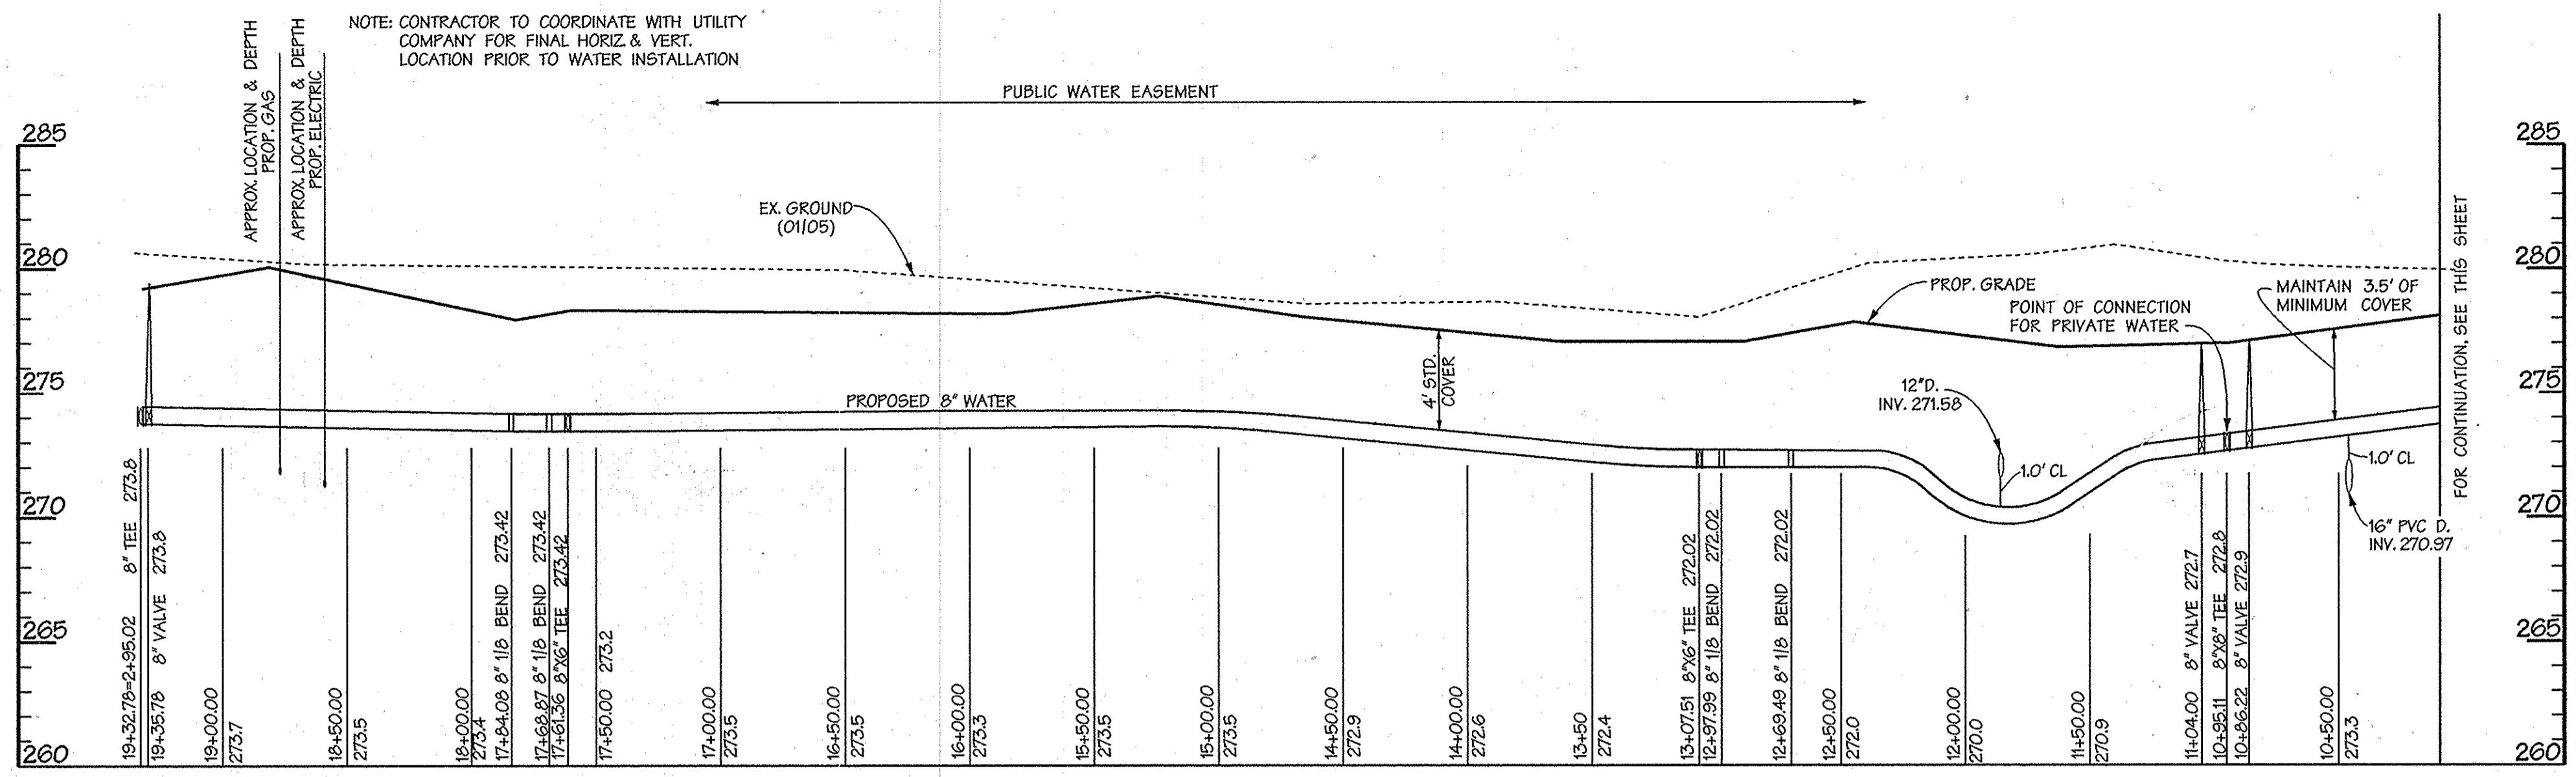 NOTE: CONTRACTOR TO COORDINATE WITH UTILITY
COMPANY FOR FINAL HORIZ. & VERT.
LOCATION PRIOR TO WATER INSTALLATION
APPROX. LOCATION & DEPTH
PROP. GAS
APPROX. LOCATION & DEPTH
PROP. ELECTRIC
PUBLIC WATER EASEMENT
285
280
275
270
265
260
EX. GROUND
(01/05)
PROPOSED 8" WATER
4' STD.
COVER
PROP. GRADE
POINT OF CONNECTION
FOR PRIVATE WATER
MAINTAIN 3.5' OF
MINIMUM COVER
12"D.
INV. 271.58
1.0' CL
1.0' CL
16" PVC D.
INV. 270.97
FOR CONTINUATION, SEE THIS SHEET
285
280
275
270
265
260
19+32.78=2+95.02 8" TEE 273.8
19+35.78 8" VALVE 273.8
19+00.00
273.7
18+50.00
273.5
18+00.00
273.4
17+84.08 8" 1/8 BEND 273.42
17+68.87 8" 1/8 BEND 273.42
17+61.36 8"X6" TEE 273.42
17+50.00 273.2
17+00.00
273.5
16+50.00
273.5
16+00.00
273.3
15+50.00
273.5
15+00.00
273.5
14+50.00
272.9
14+00.00
272.6
13+50
272.4
13+07.51 8"X6" TEE 272.02
12+97.99 8" 1/8 BEND 272.02
12+69.49 8" 1/8 BEND 272.02
12+50.00
272.0
12+00.00
270.0
11+50.00
270.9
11+04.00 8" VALVE 272.7
10+95.11 8"X8" TEE 272.8
10+86.22 8" VALVE 272.9
10+50.00
273.3